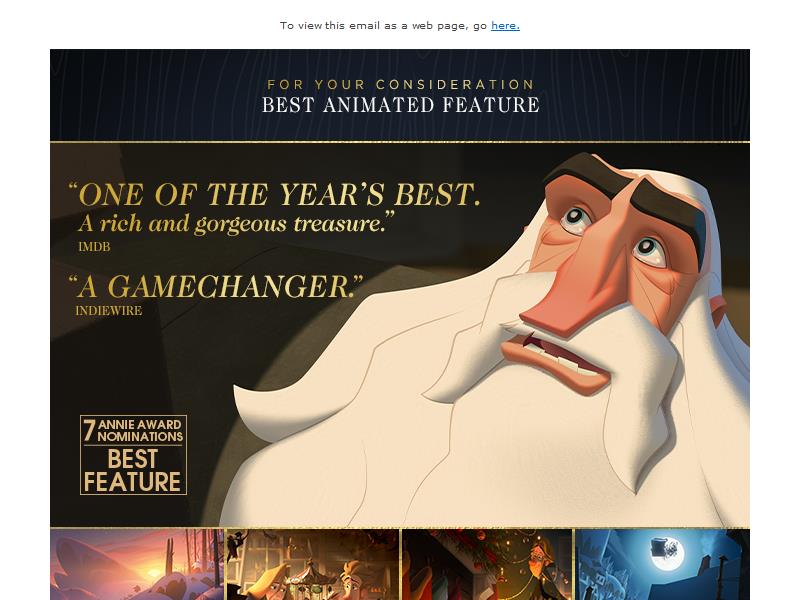 To view this email as a web page, go here.
FOR YOUR CONSIDERATION
BEST ANIMATED FEATURE
“ONE OF THE YEAR’S BEST.
A rich and gorgeous treasure.”
IMDB
“A GAMECHANGER.”
INDIEWIRE
7 ANNIE AWARD
NOMINATIONS
BEST
FEATURE